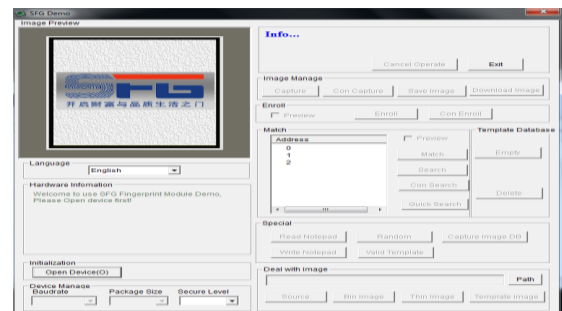 SFG Demo
Image Preview
SFG
开启财富与品质生活之门
Language
English
Hardware Infomation
Welcome to use SFG Fingerprint Module Demo,
Please Open device first!
Initialization
Open Device(O)
Device Manage
Baudrate Package Size Secure Level
Info...
Cancel Operate Exit
Image Manage
Capture Con Capture Save Image Download Image
Enroll
Preview Enroll Con Enroll
Match
Address
0
1
2
Preview
Match
Search
Con Search
Quick Search
Template Database
Empty
Delete
Special
Read Notepad Random Capture Image DB
Write Notepad Valid Template
Deal with Image
Path
Source Bin Image Thin Image Template Image